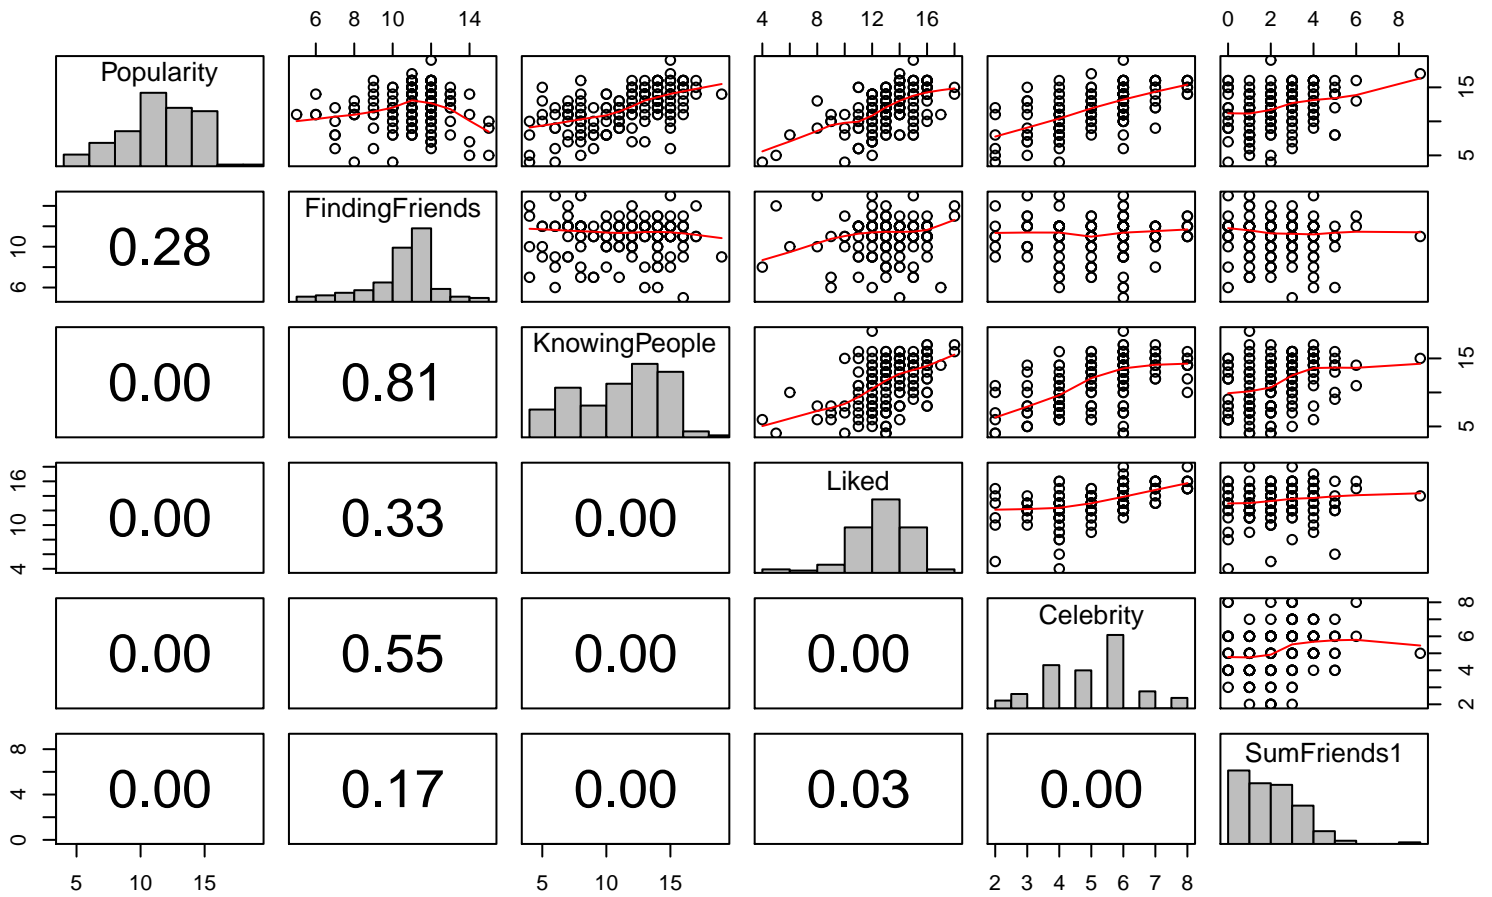 6 8 10 14 4 8 12 16 0 2 4 6 8
Popularity
5 15
FindingFriends
6 10
0.28
KnowingPeople
5 15
0.00 0.81
Liked
4 10 16
0.00 0.33 0.00
Celebrity
2 4 6 8
0.00 0.55 0.00 0.00
SumFriends1
0 4 8
0.00 0.17 0.00 0.03 0.00
5 10 15 5 10 15 2 3 4 5 6 7 8